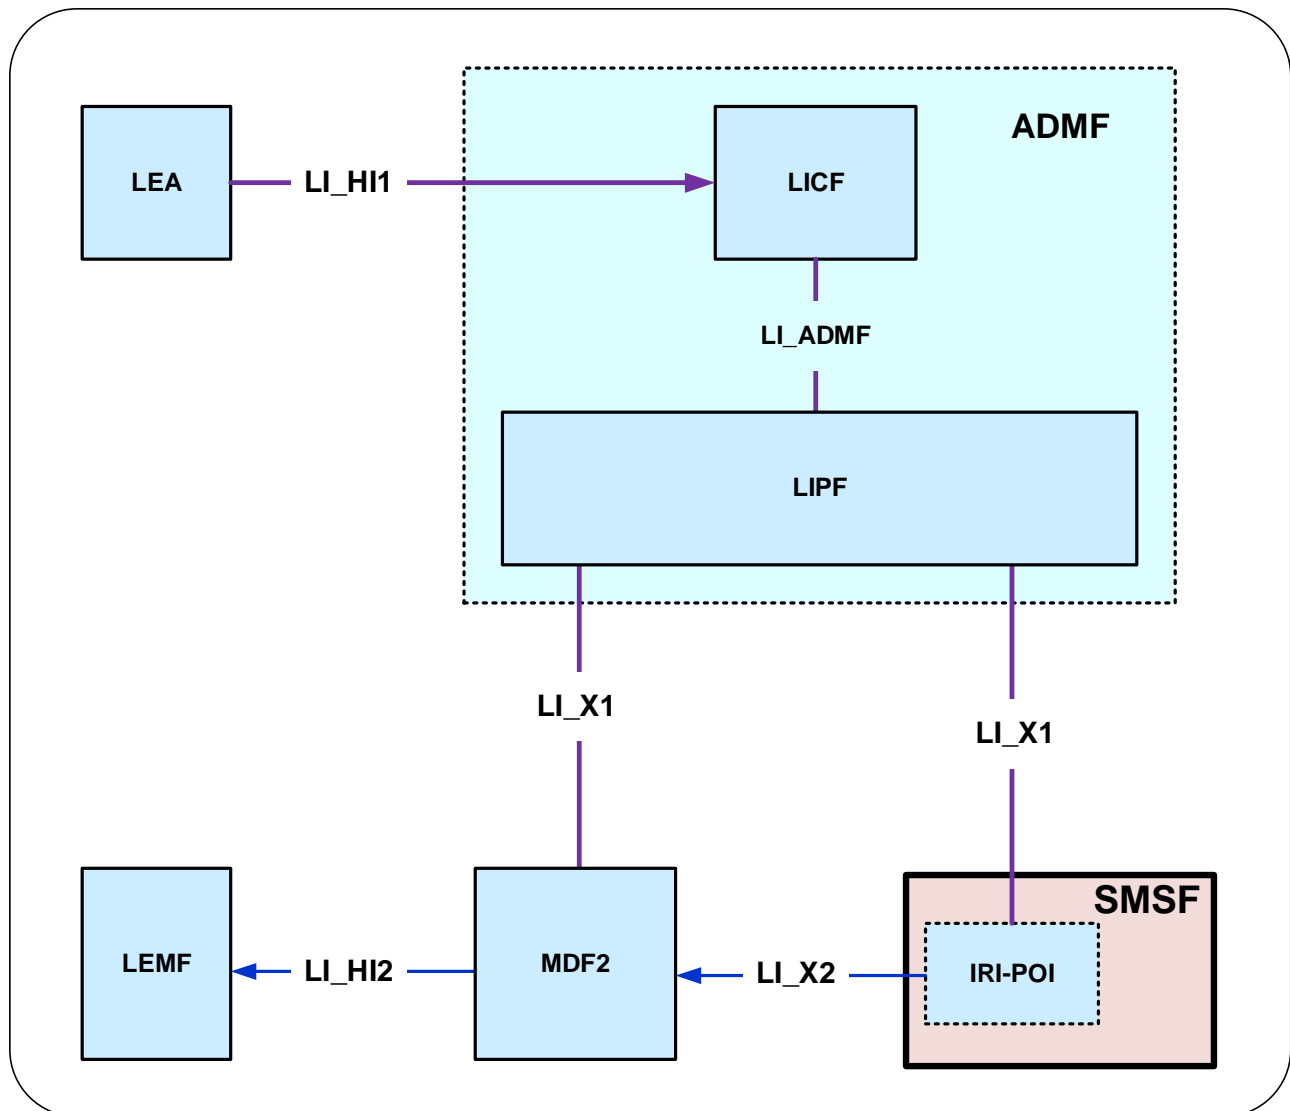 ADMF
LEA
LI_HI1
LICF
LI_ADMF
LIPF
LI_X1
LI_X1
SMSF
LEMF
LI_HI2
MDF2
LI_X2
IRI-POI